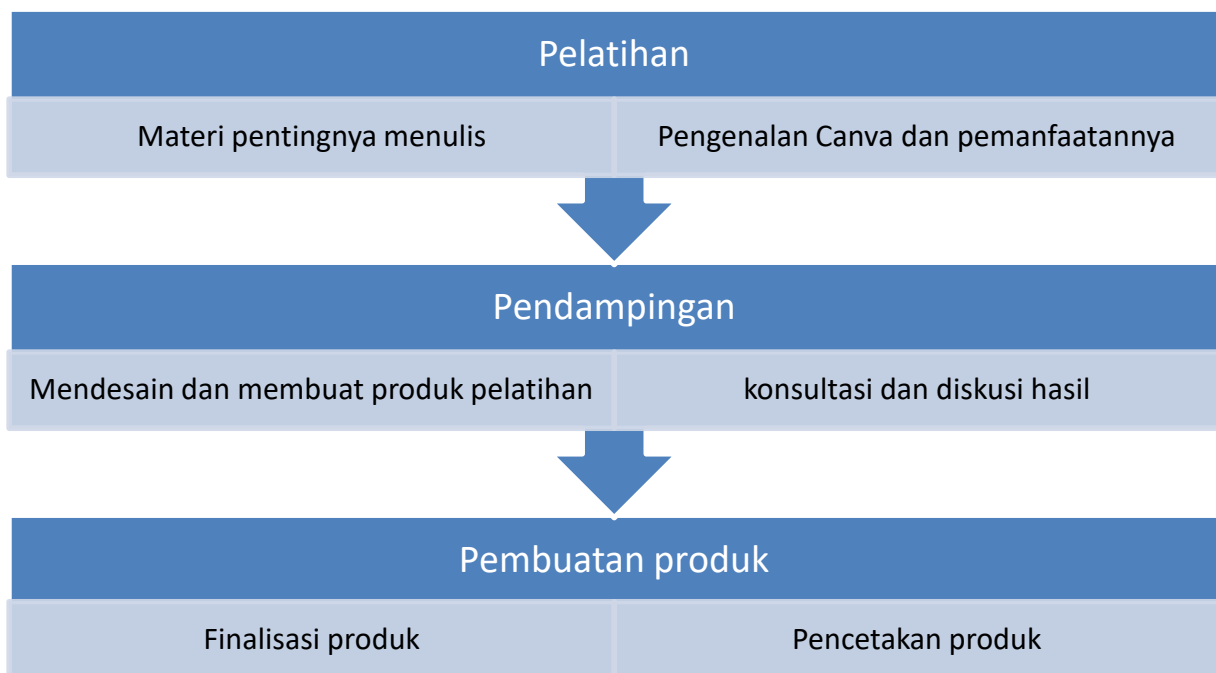 Pelatihan
Materi pentingnya menulis
Pengenalan Canva dan pemanfaatannya
Pendampingan
Mendesain dan membuat produk pelatihan
konsultasi dan diskusi hasil
Pembuatan produk
Finalisasi produk
Pencetakan produk